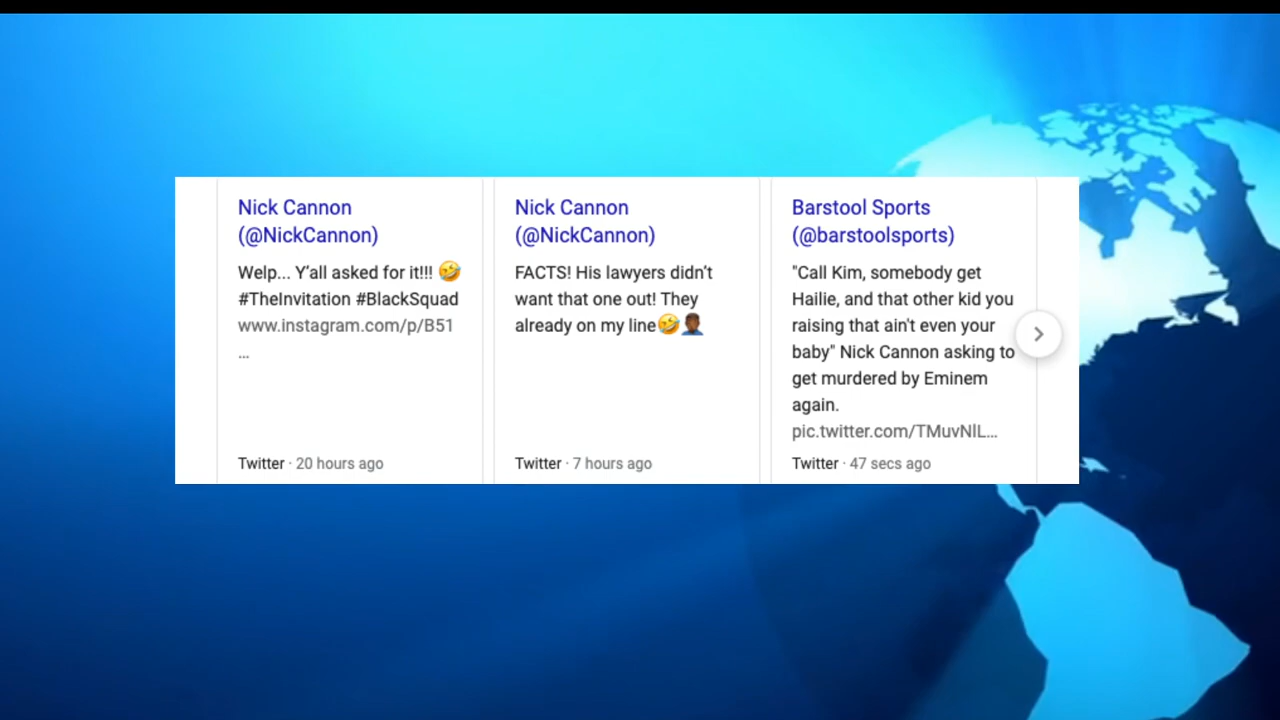 Nick Cannon
(@NickCannon)
Welp... Y'all asked for it!!! 🤣
#TheInvitation #BlackSquad
www.instagram.com/p/B51
...
Twitter · 20 hours ago
Nick Cannon
(@NickCannon)
FACTS! His lawyers didn’t
want that one out! They
already on my line🤣🤦🏾‍♂️
Twitter · 7 hours ago
Barstool Sports
(@barstoolsports)
"Call Kim, somebody get
Hailie, and that other kid you
raising that ain't even your
baby" Nick Cannon asking to
get murdered by Eminem
again.
pic.twitter.com/TMuvNlL...
Twitter · 47 secs ago